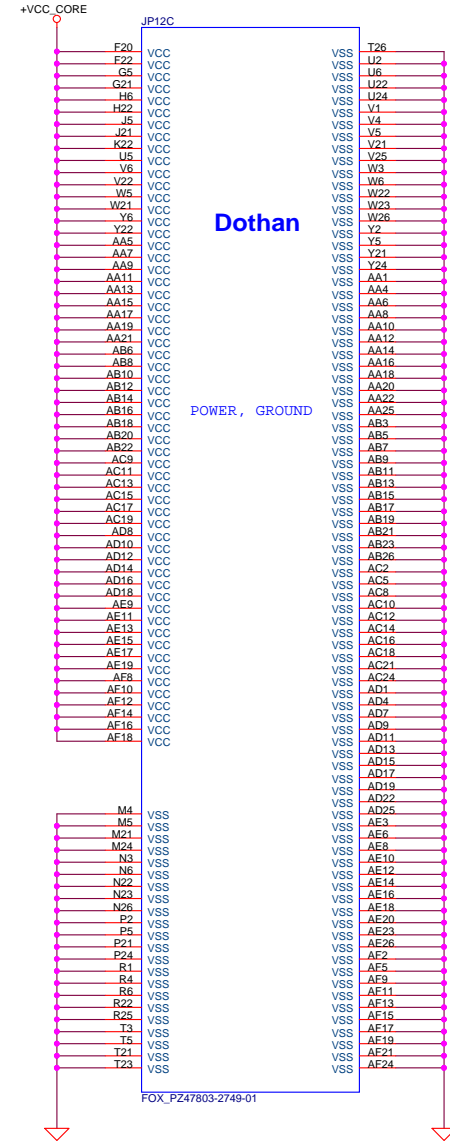 +VCC_CORE
JP12C
F20 VCC VSS T26
F22 VCC VSS U2
G5 VCC VSS U6
G21 VCC VSS U22
H6 VCC VSS U24
H22 VCC VSS V1
J5 VCC VSS V4
J21 VCC VSS V5
K22 VCC VSS V21
U5 VCC VSS V25
V6 VCC VSS W3
V22 VCC VSS W6
W5 VCC VSS W22
W21 VCC VSS W23
Y6 VCC VSS W26
Dothan
Y22 VCC VSS Y2
AA5 VCC VSS Y5
AA7 VCC VSS Y21
AA9 VCC VSS Y24
AA11 VCC VSS AA1
AA13 VCC VSS AA4
AA15 VCC VSS AA6
AA17 VCC VSS AA8
AA19 VCC VSS AA10
AA21 VCC VSS AA12
AB6 VCC VSS AA14
AB8 VCC VSS AA16
AB10 VCC VSS AA18
AB12 VCC VSS AA20
AB14 VCC VSS AA22
AB16 VCC VSS AA25
POWER, GROUND
AB18 VCC VSS AB3
AB20 VCC VSS AB5
AB22 VCC VSS AB7
AC9 VCC VSS AB9
AC11 VCC VSS AB11
AC13 VCC VSS AB13
AC15 VCC VSS AB15
AC17 VCC VSS AB17
AC19 VCC VSS AB19
AD8 VCC VSS AB21
AD10 VCC VSS AB23
AD12 VCC VSS AB26
AD14 VCC VSS AC2
AD16 VCC VSS AC5
AD18 VCC VSS AC8
AE9 VCC VSS AC10
AE11 VCC VSS AC12
AE13 VCC VSS AC14
AE15 VCC VSS AC16
AE17 VCC VSS AC18
AE19 VCC VSS AC21
AF8 VCC VSS AC24
AF10 VCC VSS AD1
AF12 VCC VSS AD4
AF14 VCC VSS AD7
AF16 VCC VSS AD9
AF18 VCC VSS AD11
VSS AD13
VSS AD15
VSS AD17
VSS AD19
VSS AD22
M4 VSS VSS AD25
M5 VSS VSS AE3
M21 VSS VSS AE6
M24 VSS VSS AE8
N3 VSS VSS AE10
N6 VSS VSS AE12
N22 VSS VSS AE14
N23 VSS VSS AE16
N26 VSS VSS AE18
P2 VSS VSS AE20
P5 VSS VSS AE23
P21 VSS VSS AE26
P24 VSS VSS AF2
R1 VSS VSS AF5
R4 VSS VSS AF9
R6 VSS VSS AF11
R22 VSS VSS AF13
R25 VSS VSS AF15
T3 VSS VSS AF17
T5 VSS VSS AF19
T21 VSS VSS AF21
T23 VSS VSS AF24
FOX_PZ47803-2749-01